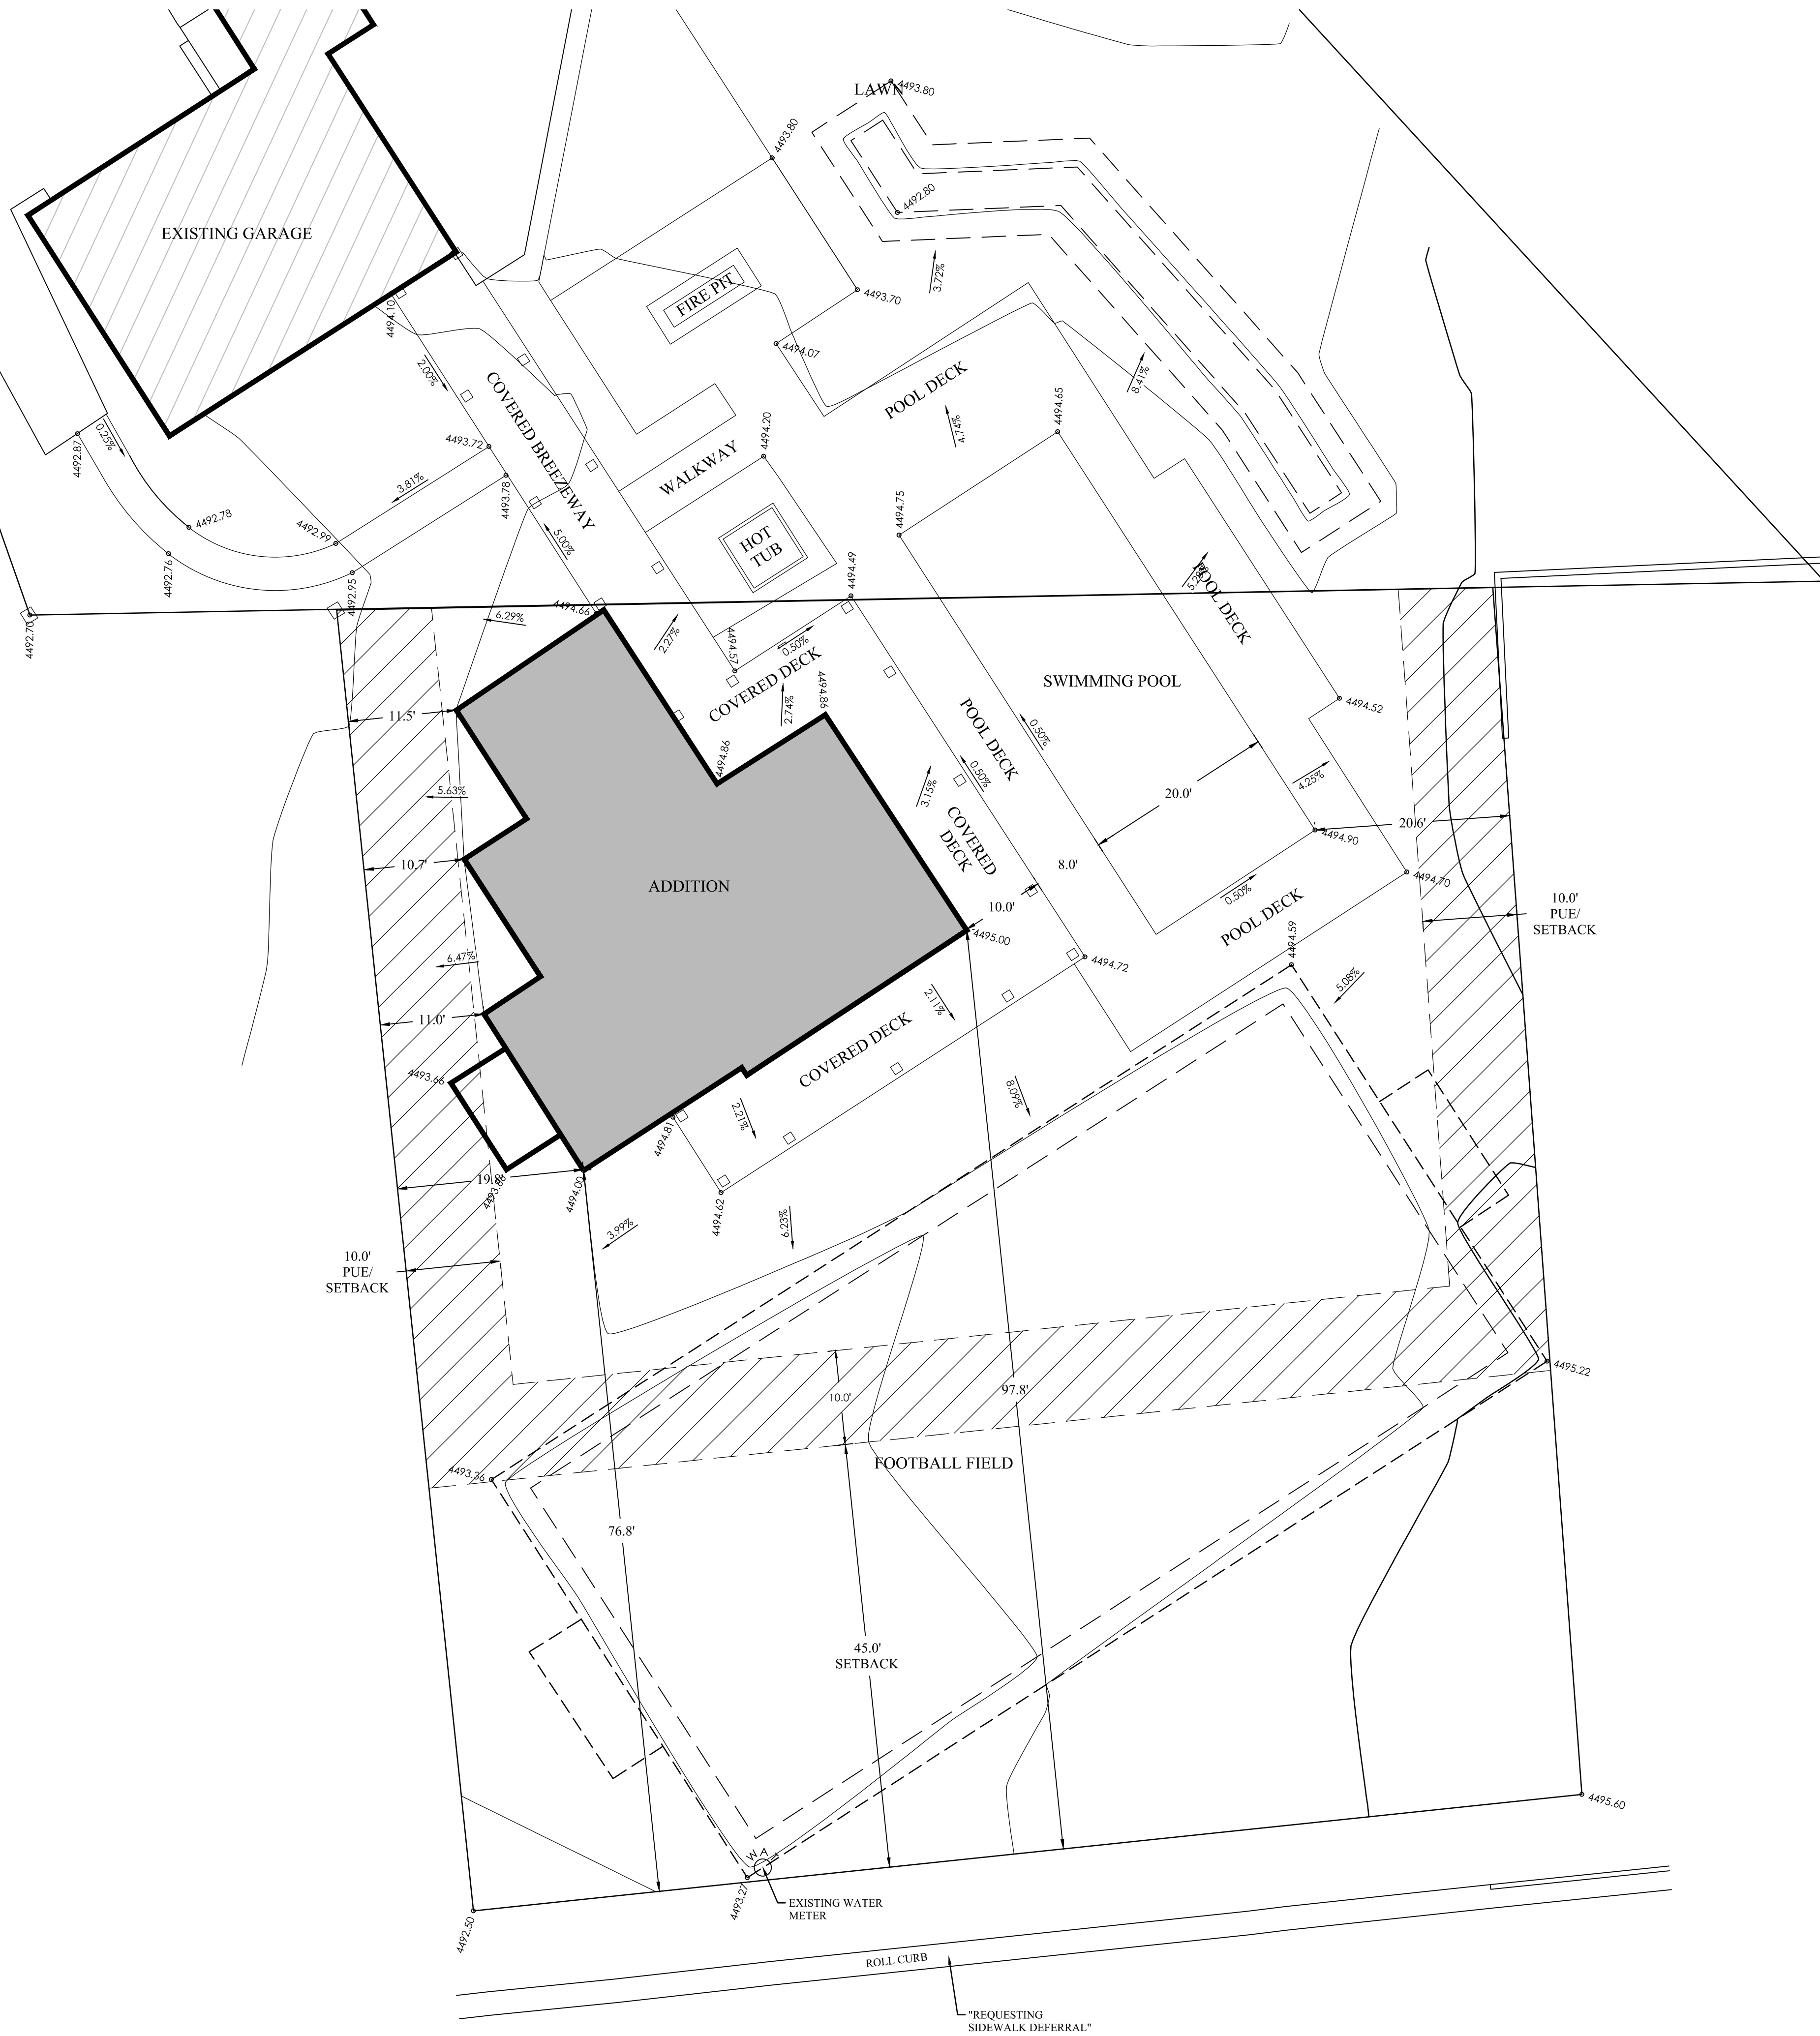 LAWN
4493.80
4493.80
4492.80
EXISTING GARAGE
3.72%
FIRE PIT
4493.70
4494.10
4494.07
2.00%
COVERED BREEZEWAY
POOL DECK
8.41%
4494.65
4.74%
4492.87
0.25%
4493.72
4494.20
WALKWAY
3.81%
4493.78
4494.75
4492.78
4492.99
5.00%
HOT
TUB
4492.76
4492.95
4494.49
POOL DECK
4492.70
4494.66
6.29%
2.27%
4494.57
0.50%
COVERED DECK
SWIMMING POOL
4494.52
11.5'
2.74%
4494.86
4494.86
POOL DECK
0.50%
0.50%
4.25%
5.63%
3.15%
20.0'
COVERED
DECK
4494.90
20.6'
10.7'
8.0'
ADDITION
4494.70
0.50%
POOL DECK
10.0'
PUE/
SETBACK
10.0'
4495.00
4494.59
6.47%
4494.72
5.08%
2.11%
11.0'
COVERED DECK
4493.66
8.09%
2.21%
4494.81
19.8'
4494.00
4494.62
3.99%
6.23%
10.0'
PUE/
SETBACK
10.0'
97.8'
4495.22
4493.36
FOOTBALL FIELD
76.8'
45.0'
SETBACK
4495.60
WA
4493.27
EXISTING WATER
METER
4492.50
ROLL CURB
"REQUESTING
SIDEWALK DEFERRAL"